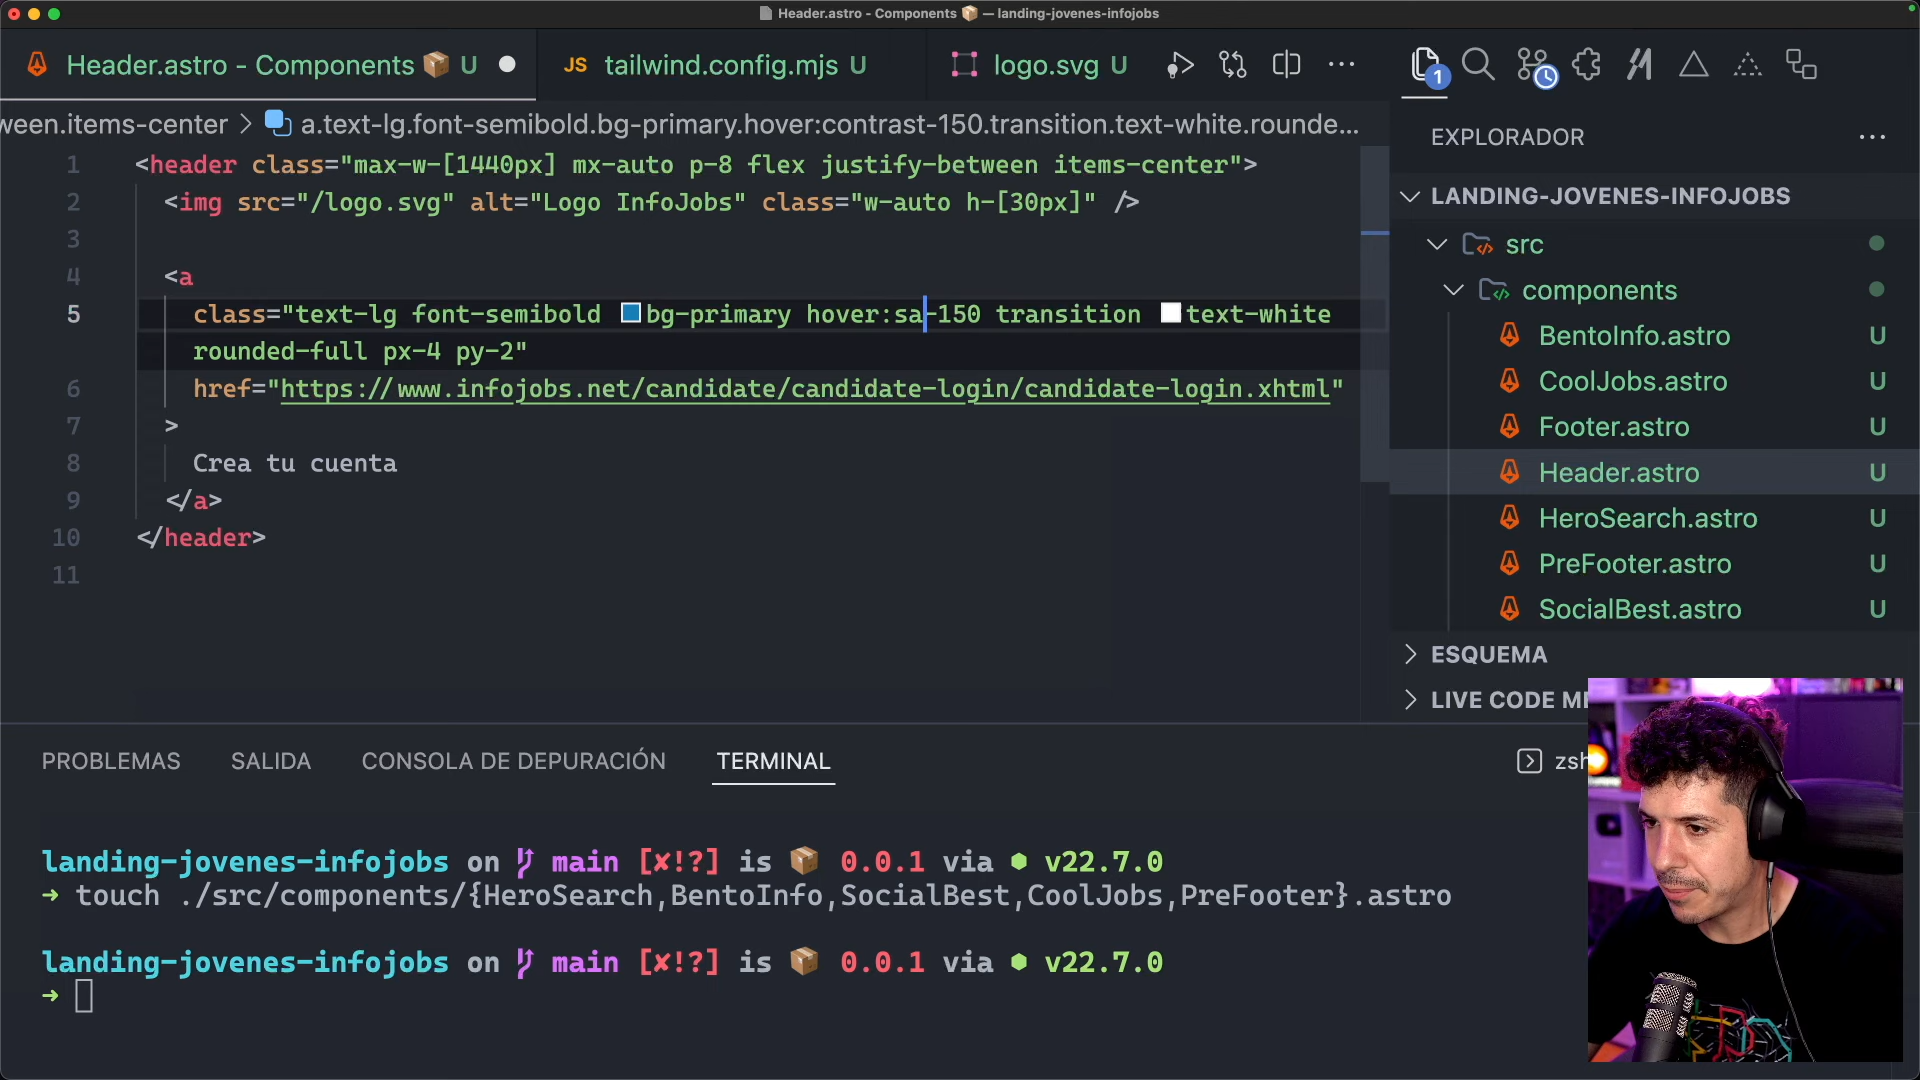 Header.astro - Components 📦 — landing-jovenes-infojobs
Header.astro - Components 📦 U
JS tailwind.config.mjs U
logo.svg U
1
ween.items-center > a.text-lg.font-semibold.bg-primary.hover:contrast-150.transition.text-white.rounde...
1 <header class="max-w-[1440px] mx-auto p-8 flex justify-between items-center">
2 <img src="/logo.svg" alt="Logo InfoJobs" class="w-auto h-[30px]" />
3
4 <a
5 class="text-lg font-semibold bg-primary hover:sa-150 transition text-white
rounded-full px-4 py-2"
6 href="https://www.infojobs.net/candidate/candidate-login/candidate-login.xhtml"
7 >
8 Crea tu cuenta
9 </a>
10 </header>
11
EXPLORADOR
LANDING-JOVENES-INFOJOBS
src
components
BentoInfo.astro U
CoolJobs.astro U
Footer.astro U
Header.astro U
HeroSearch.astro U
PreFooter.astro U
SocialBest.astro U
ESQUEMA
LIVE CODE
PROBLEMAS SALIDA CONSOLA DE DEPURACIÓN TERMINAL
zsh
landing-jovenes-infojobs on main [✘!?] is 📦 0.0.1 via v22.7.0
➜ touch ./src/components/{HeroSearch,BentoInfo,SocialBest,CoolJobs,PreFooter}.astro
landing-jovenes-infojobs on main [✘!?] is 📦 0.0.1 via v22.7.0
➜